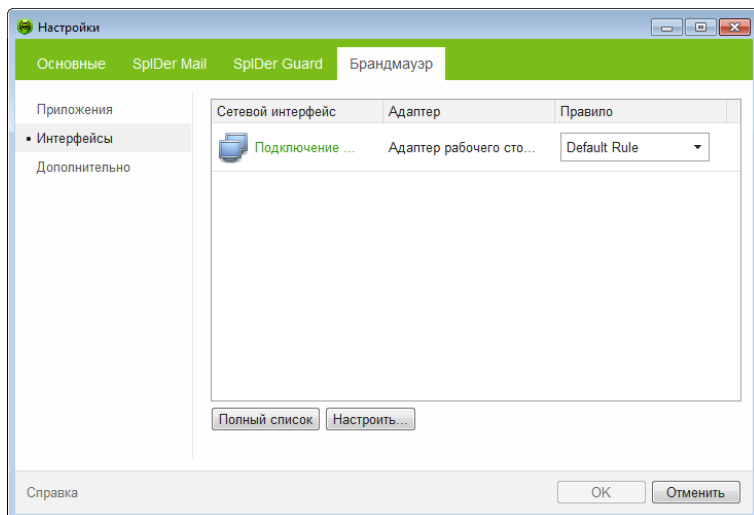 Настройки
Основные SpIDer Mail SpIDer Guard Брандмауэр
Приложения
• Интерфейсы
Дополнительно
Сетевой интерфейс Адаптер Правило
Подключение ... Адаптер рабочего сто... Default Rule
Полный список Настроить...
Справка OK Отменить